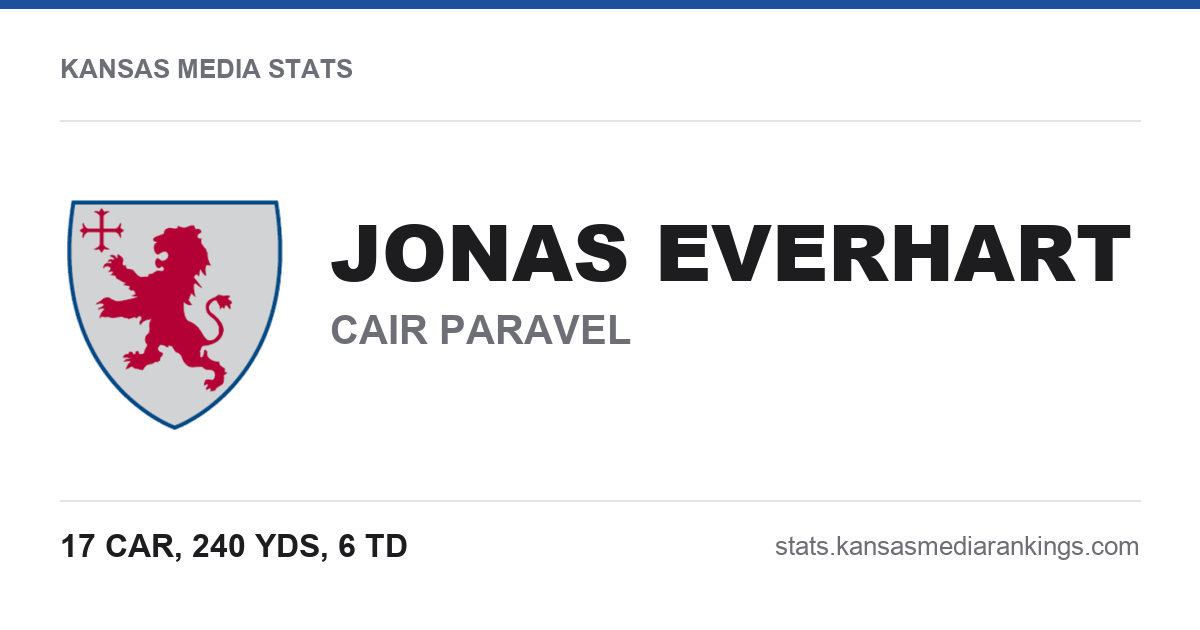 KANSAS MEDIA STATS
JONAS EVERHART
CAIR PARAVEL
17 CAR, 240 YDS, 6 TD
stats.kansasmediarankings.com